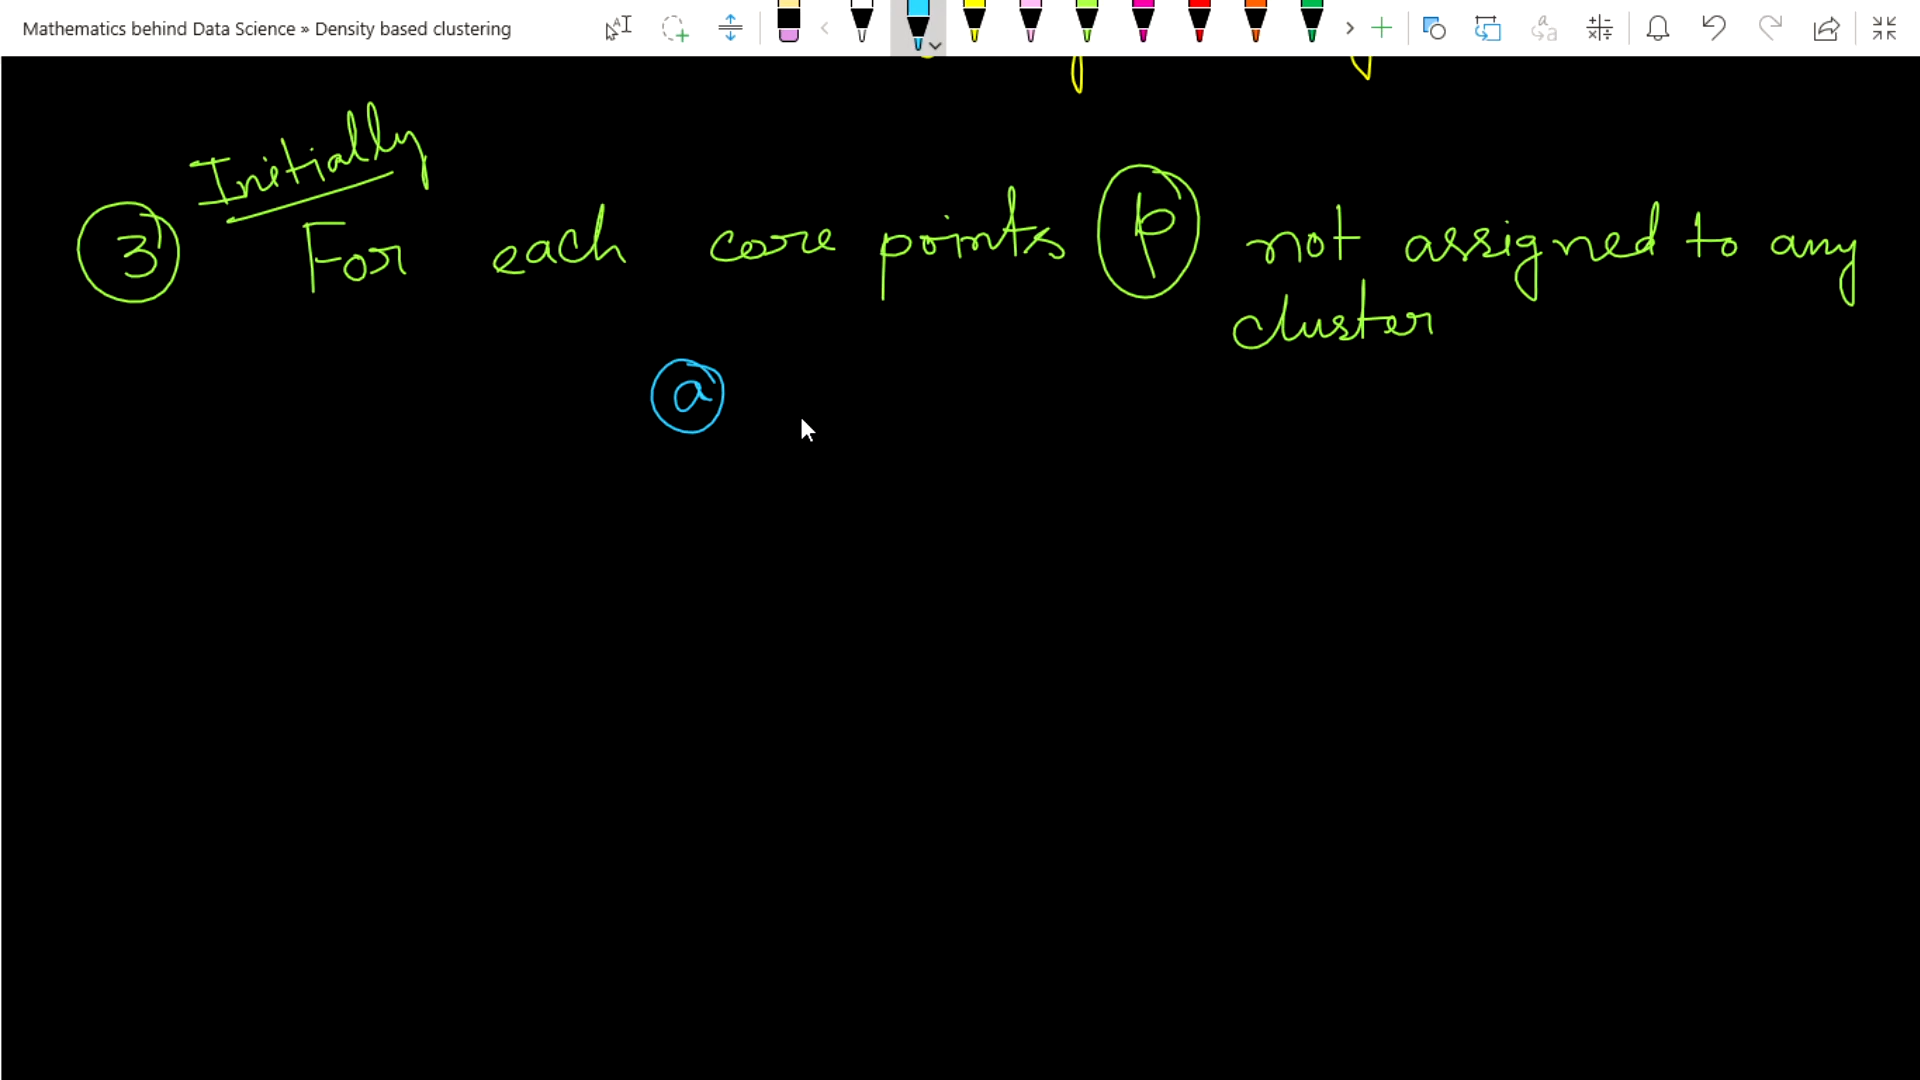 Mathematics behind Data Science » Density based clustering
Initially
3 For each core points p not assigned to any
cluster
a